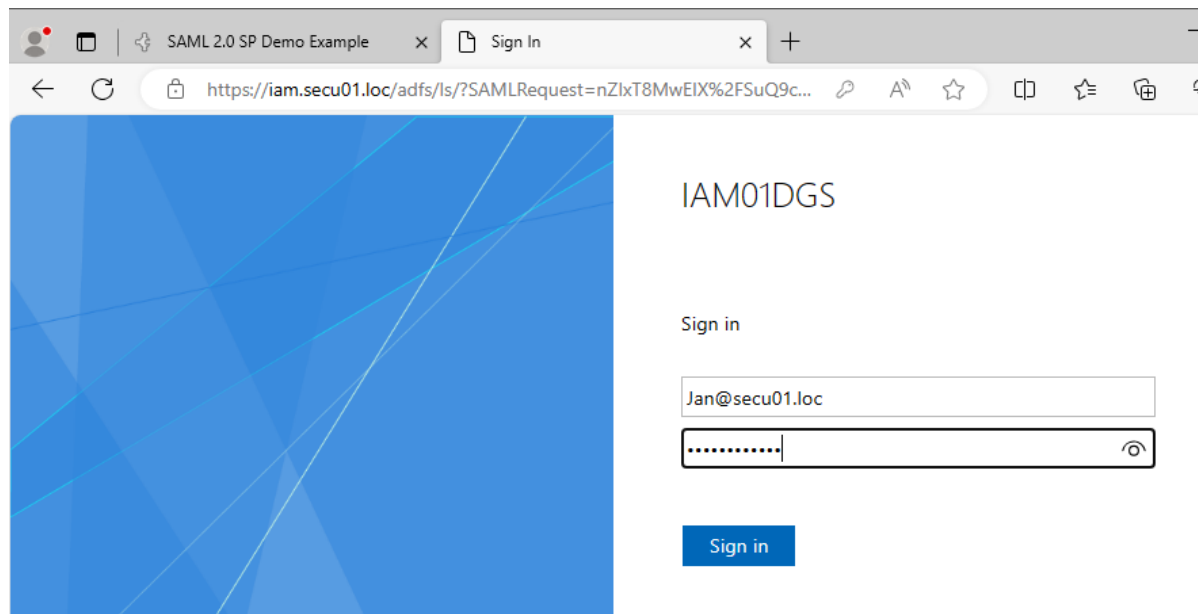 SAML 2.0 SP Demo Example
Sign In
https://iam.secu01.loc/adfs/ls/?SAMLRequest=nZIxT8MwEIX%2FSuQ9c...
IAM01DGS
Sign in
Jan@secu01.loc
••••••••••••
Sign in